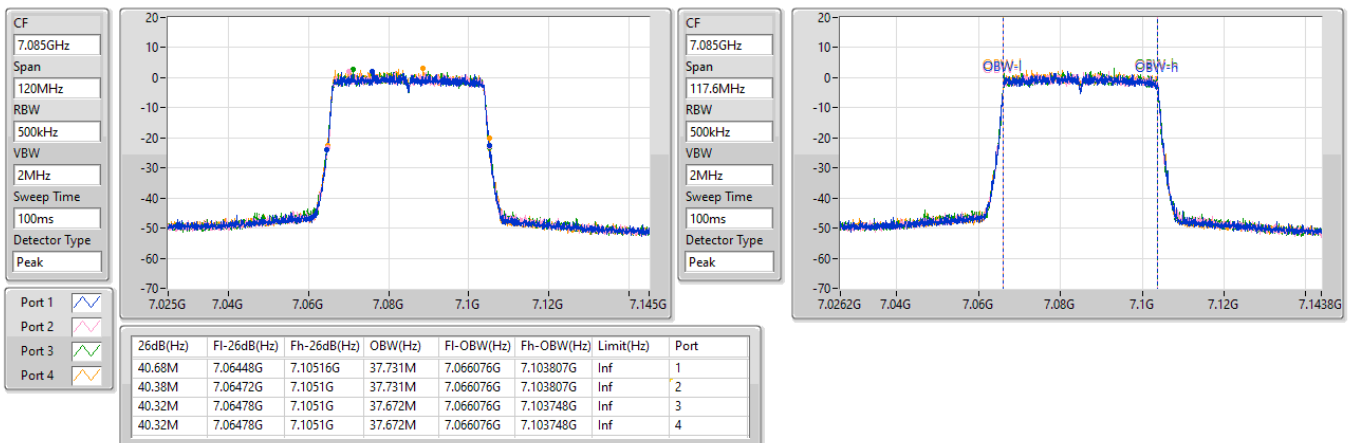 CF
7.085GHz
Span
120MHz
RBW
500kHz
VBW
2MHz
Sweep Time
100ms
Detector Type
Peak
20
10
0
-10
-20
-30
-40
-50
-60
-70
7.025G 7.04G 7.06G 7.08G 7.1G 7.12G 7.145G
CF
7.085GHz
Span
117.6MHz
RBW
500kHz
VBW
2MHz
Sweep Time
100ms
Detector Type
Peak
20
10
0
-10
-20
-30
-40
-50
-60
-70
OBW-l OBW-h
7.0262G 7.04G 7.06G 7.08G 7.1G 7.12G 7.1438G
Port 1
Port 2
Port 3
Port 4
26dB(Hz) Fl-26dB(Hz) Fh-26dB(Hz) OBW(Hz) Fl-OBW(Hz) Fh-OBW(Hz) Limit(Hz) Port
40.68M 7.06448G 7.10516G 37.731M 7.066076G 7.103807G Inf 1
40.38M 7.06472G 7.1051G 37.731M 7.066076G 7.103807G Inf 2
40.32M 7.06478G 7.1051G 37.672M 7.066076G 7.103748G Inf 3
40.32M 7.06478G 7.1051G 37.672M 7.066076G 7.103748G Inf 4